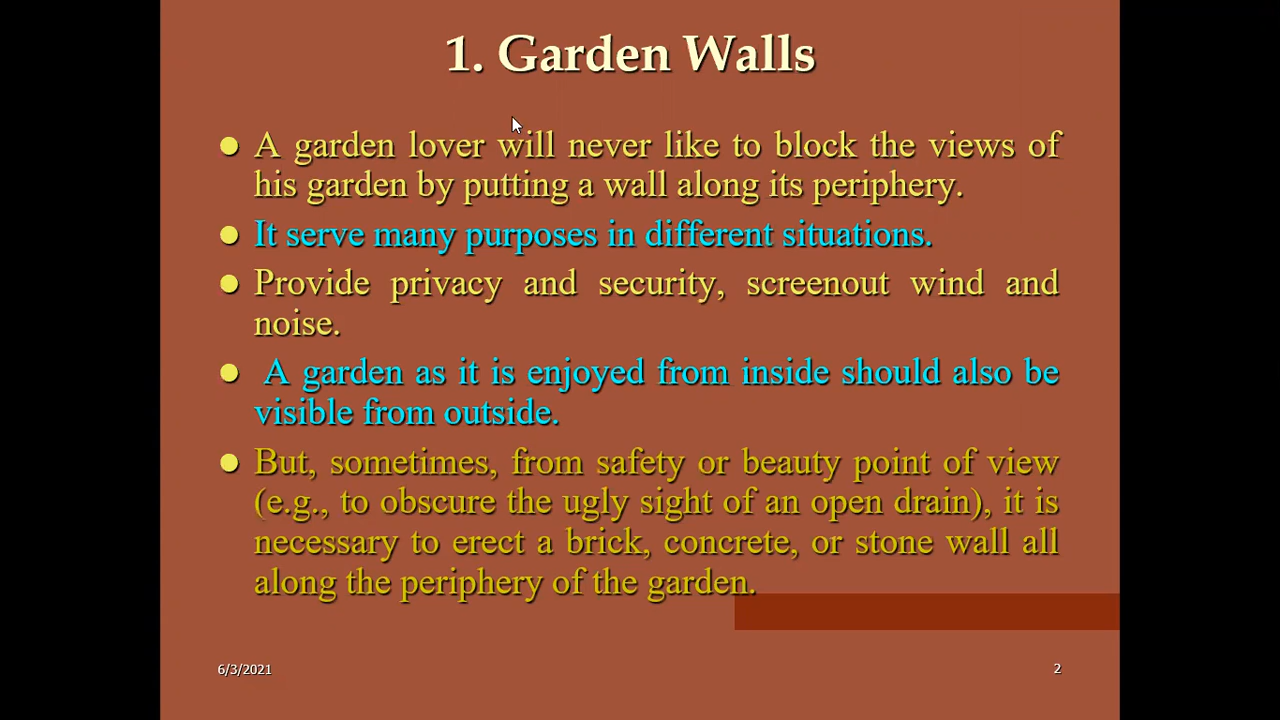 1. Garden Walls
A garden lover will never like to block the views of
his garden by putting a wall along its periphery.
It serve many purposes in different situations.
Provide privacy and security, screenout wind and
noise.
A garden as it is enjoyed from inside should also be
visible from outside.
But, sometimes, from safety or beauty point of view
(e.g., to obscure the ugly sight of an open drain), it is
necessary to erect a brick, concrete, or stone wall all
along the periphery of the garden.
6/3/2021
2